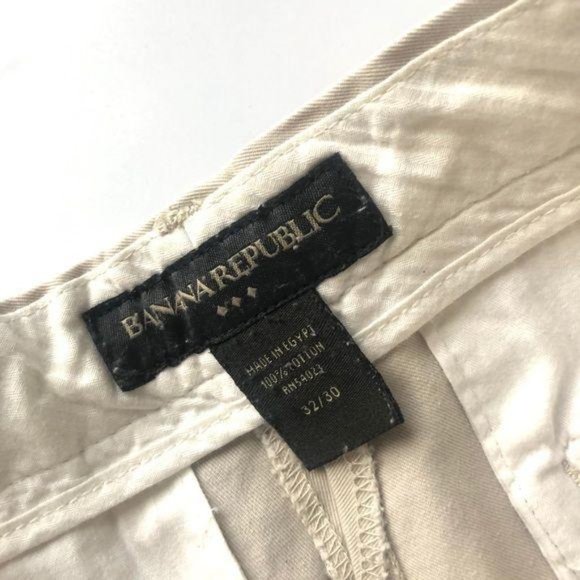 BANANA REPUBLIC
MADE IN EGYPT
100% COTTON
RN54023
32/30